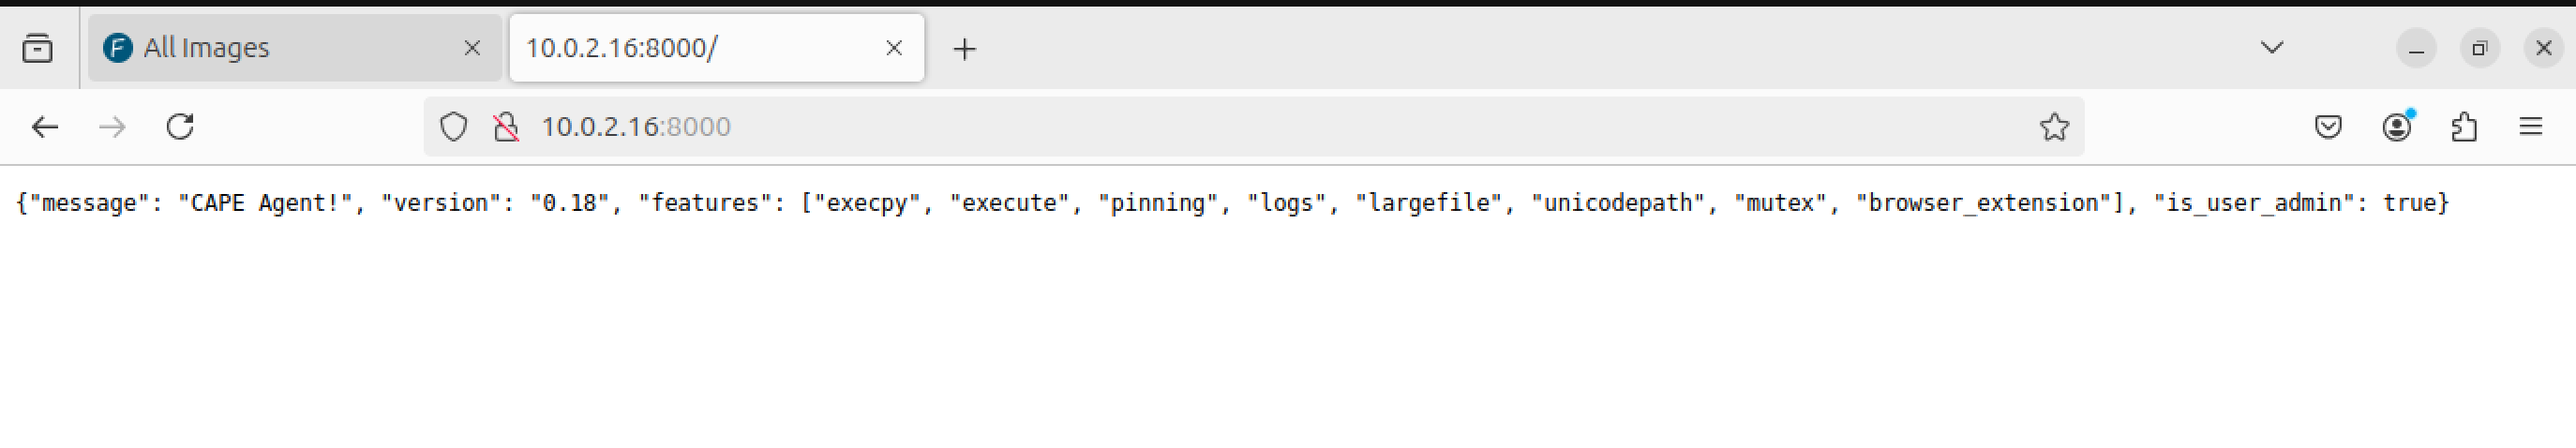 All Images
10.0.2.16:8000/
10.0.2.16:8000
{"message": "CAPE Agent!", "version": "0.18", "features": ["execpy", "execute", "pinning", "logs", "largefile", "unicodepath", "mutex", "browser_extension"], "is_user_admin": true}